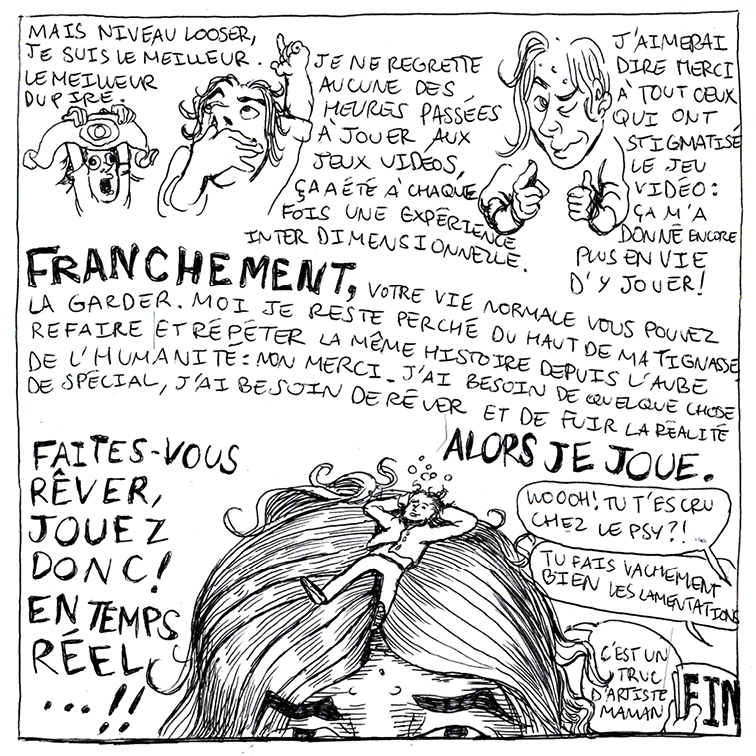 MAIS NIVEAU LOOSER,
JE SUIS LE MEILLEUR.
LE MEILLEUR
DU PIRE.
JE NE REGRETTE
AUCUNE DES
HEURES PASSÉES
À JOUER AUX
JEUX VIDÉOS,
ÇA A ÉTÉ À CHAQUE
FOIS UNE EXPÉRIENCE
INTER DIMENSIONNELLE.
J'AIMERAI
DIRE MERCI
À TOUT CEUX
QUI ONT
STIGMATISÉ
LE JEU
VIDÉO :
ÇA M'A
DONNÉ ENCORE
PLUS EN VIE
D'Y JOUER !
FRANCHEMENT, VOTRE VIE NORMALE VOUS POUVEZ
LA GARDER. MOI JE RESTE PERCHÉ DU HAUT DE MA TIGNASSE.
REFAIRE ET RÉPÉTER LA MÊME HISTOIRE DEPUIS L'AUBE
DE L'HUMANITÉ : NON MERCI. J'AI BESOIN DE QUELQUE CHOSE
DE SPÉCIAL, J'AI BESOIN DE RÊVER ET DE FUIR LA RÉALITÉ
ALORS JE JOUE.
FAITES-VOUS
RÊVER,
JOUEZ
DONC !
EN TEMPS
RÉEL
...!!
WOOOH! TU T'ES CRU
CHEZ LE PSY?!
TU FAIS VACHEMENT
BIEN LES LAMENTATIONS
C'EST UN
TRUC
D'ARTISTE
MAMAN
FIN